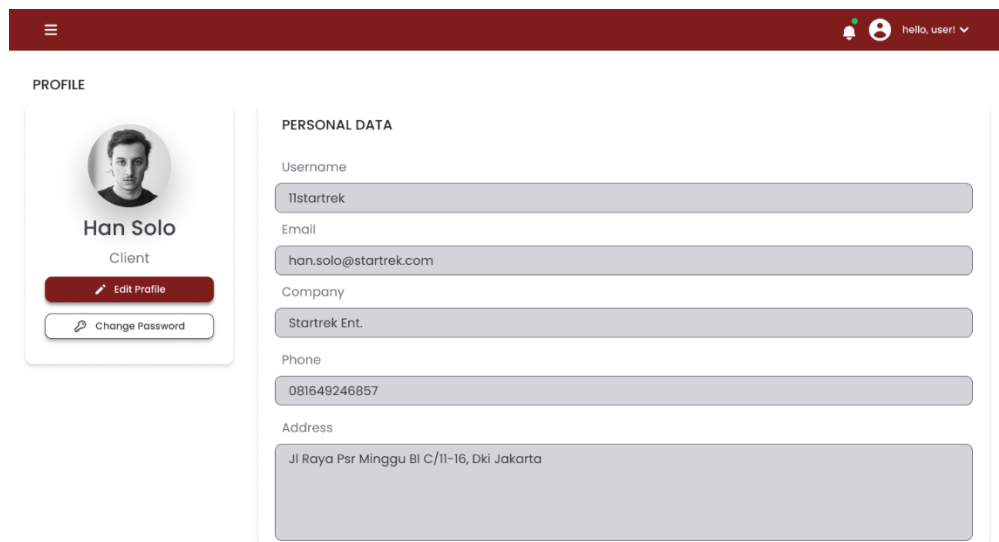 hello, user!
PROFILE
Han Solo
Client
Edit Profile
Change Password
PERSONAL DATA
Username
11startrek
Email
han.solo@startrek.com
Company
Startrek Ent.
Phone
081649246857
Address
Jl Raya Psr Minggu Bl C/11-16, Dki Jakarta